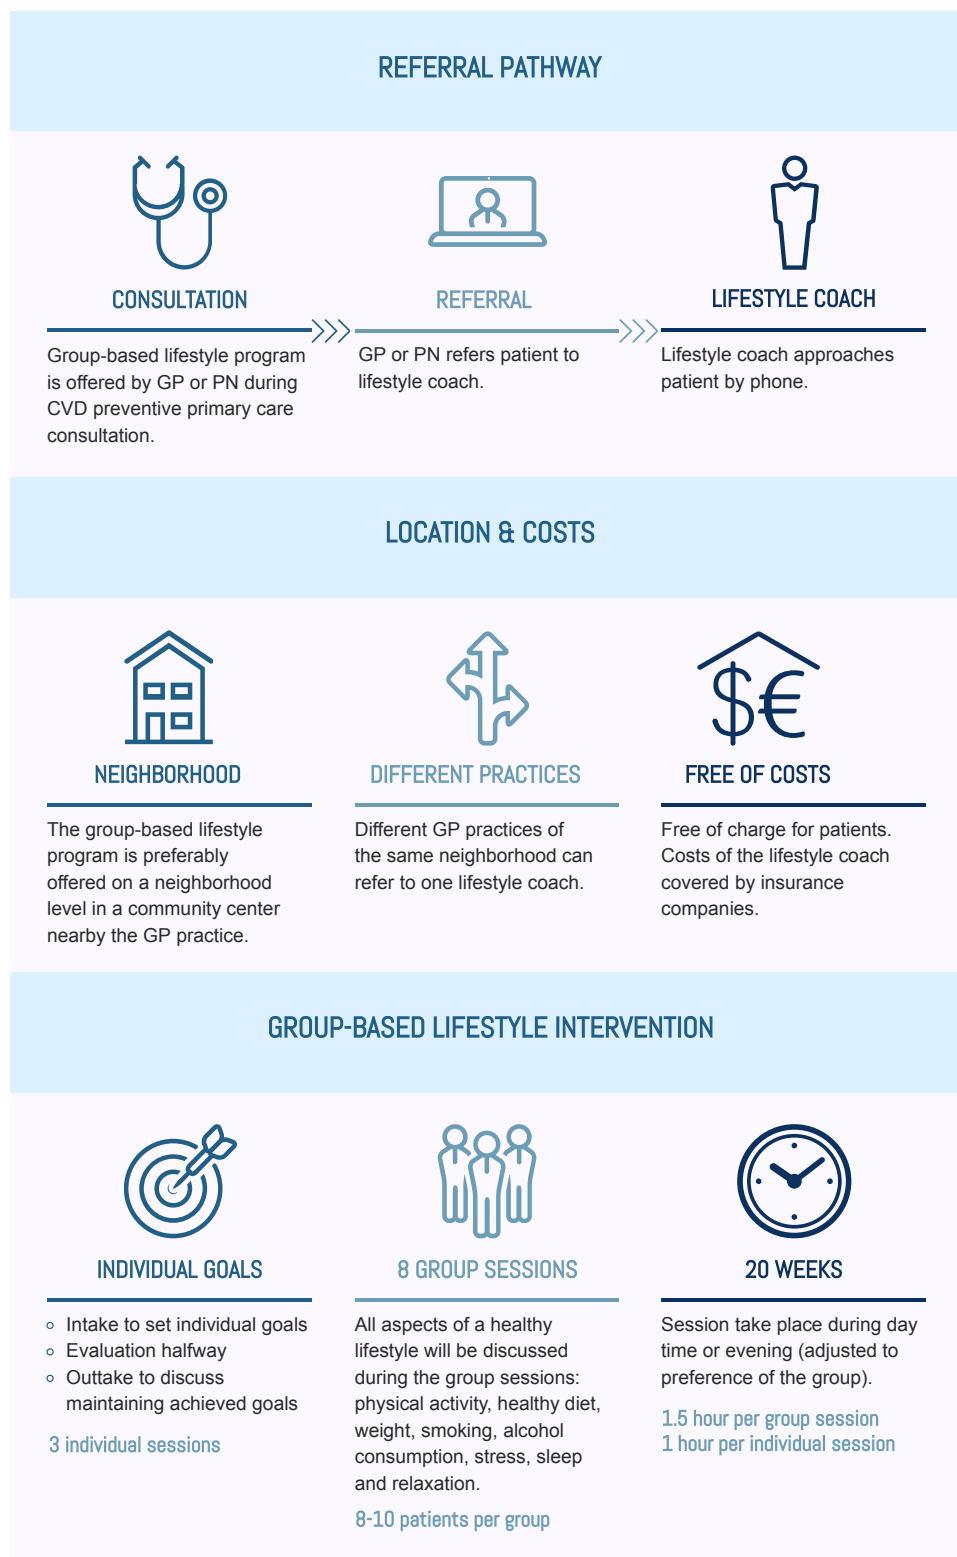 REFERRAL PATHWAY
CONSULTATION
Group-based lifestyle program
is offered by GP or PN during
CVD preventive primary care
consultation.
REFERRAL
GP or PN refers patient to
lifestyle coach.
LIFESTYLE COACH
Lifestyle coach approaches
patient by phone.
LOCATION & COSTS
NEIGHBORHOOD
The group-based lifestyle
program is preferably
offered on a neighborhood
level in a community center
nearby the GP practice.
DIFFERENT PRACTICES
Different GP practices of
the same neighborhood can
refer to one lifestyle coach.
$€
FREE OF COSTS
Free of charge for patients.
Costs of the lifestyle coach
covered by insurance
companies.
GROUP-BASED LIFESTYLE INTERVENTION
INDIVIDUAL GOALS
Intake to set individual goals
Evaluation halfway
Outtake to discuss
maintaining achieved goals
3 individual sessions
8 GROUP SESSIONS
All aspects of a healthy
lifestyle will be discussed
during the group sessions:
physical activity, healthy diet,
weight, smoking, alcohol
consumption, stress, sleep
and relaxation.
8-10 patients per group
20 WEEKS
Session take place during day
time or evening (adjusted to
preference of the group).
1.5 hour per group session
1 hour per individual session